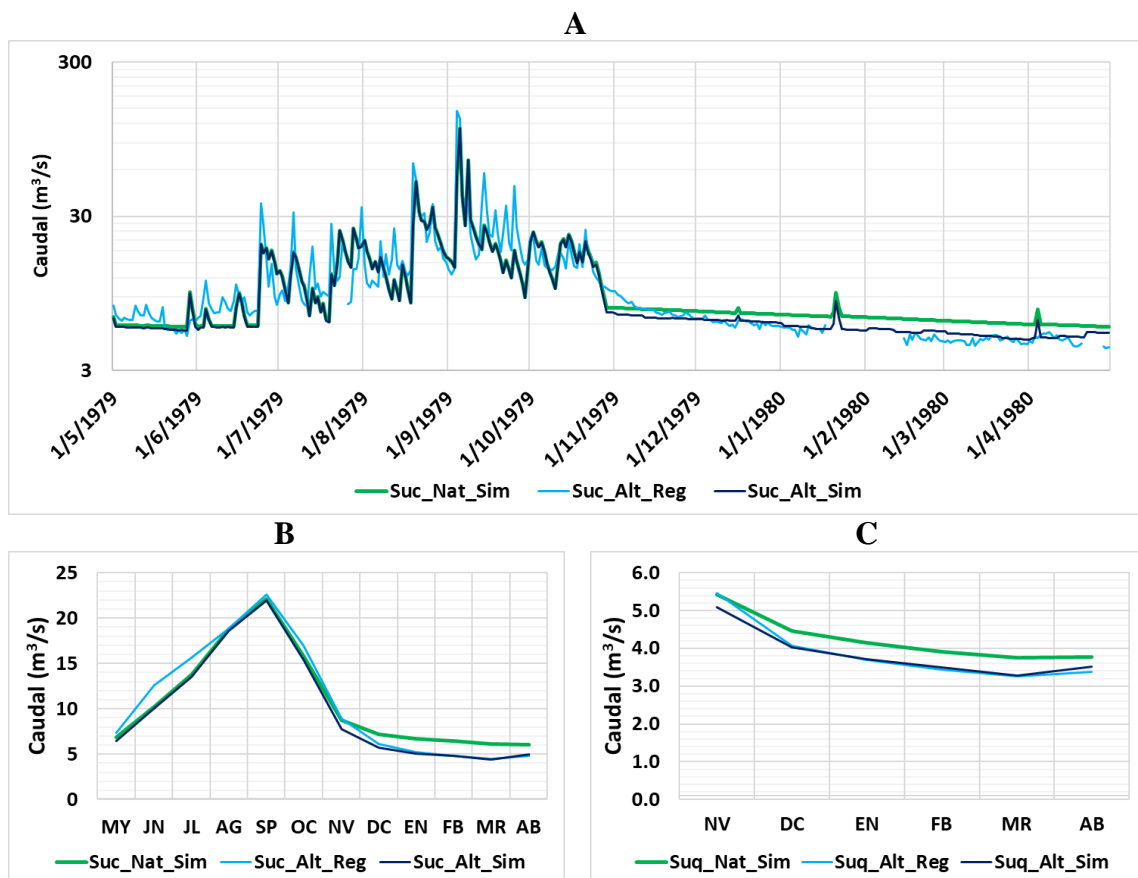 A
Caudal (m³/s)
300
30
3
1/5/1979
1/6/1979
1/7/1979
1/8/1979
1/9/1979
1/10/1979
1/11/1979
1/12/1979
1/1/1980
1/2/1980
1/3/1980
1/4/1980
Suc_Nat_Sim Suc_Alt_Reg Suc_Alt_Sim
B
Caudal (m³/s)
25
20
15
10
5
0
MY JN JL AG SP OC NV DC EN FB MR AB
Suc_Nat_Sim Suc_Alt_Reg Suc_Alt_Sim
C
Caudal (m³/s)
6.0
5.0
4.0
3.0
2.0
1.0
0.0
NV DC EN FB MR AB
Suq_Nat_Sim Suq_Alt_Reg Suq_Alt_Sim